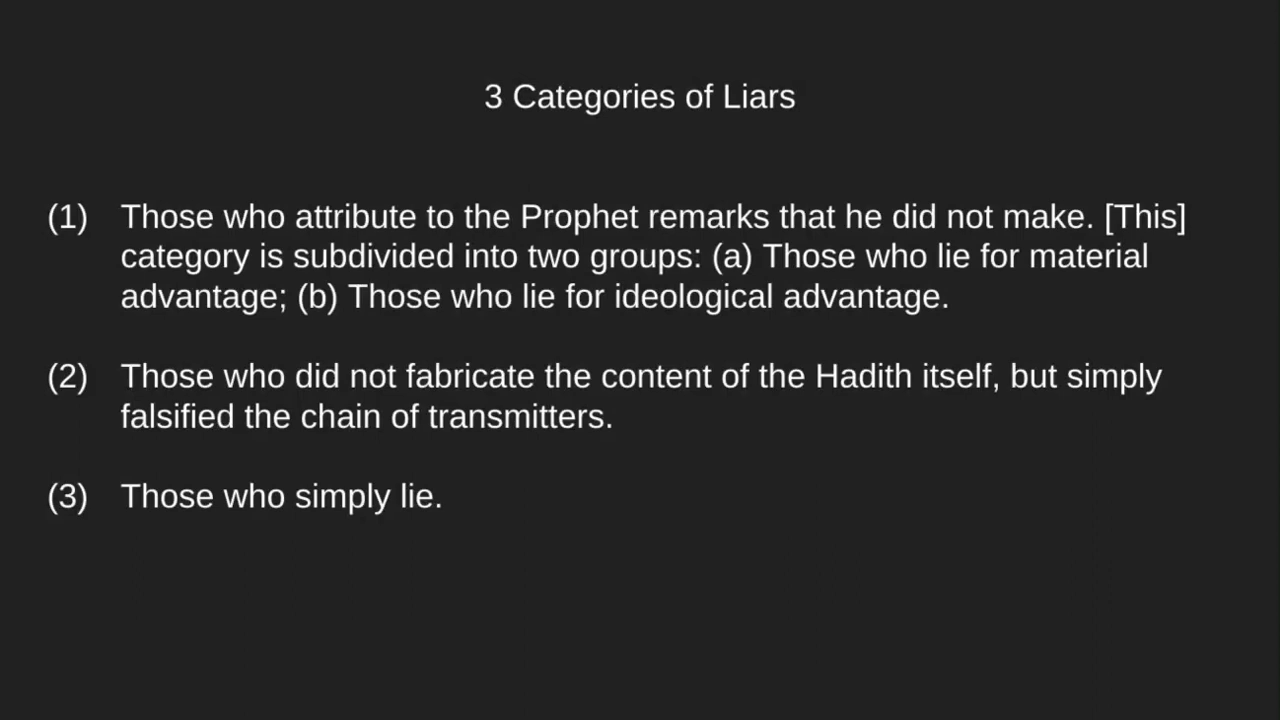 3 Categories of Liars
(1) Those who attribute to the Prophet remarks that he did not make. [This]
category is subdivided into two groups: (a) Those who lie for material
advantage; (b) Those who lie for ideological advantage.
(2) Those who did not fabricate the content of the Hadith itself, but simply
falsified the chain of transmitters.
(3) Those who simply lie.